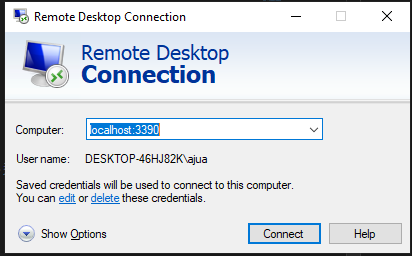 Remote Desktop Connection
Remote Desktop
Connection
Computer:
localhost:3390
User name:
DESKTOP-46HJ82K\ajua
Saved credentials will be used to connect to this computer.
You can edit or delete these credentials.
Show Options
Connect
Help